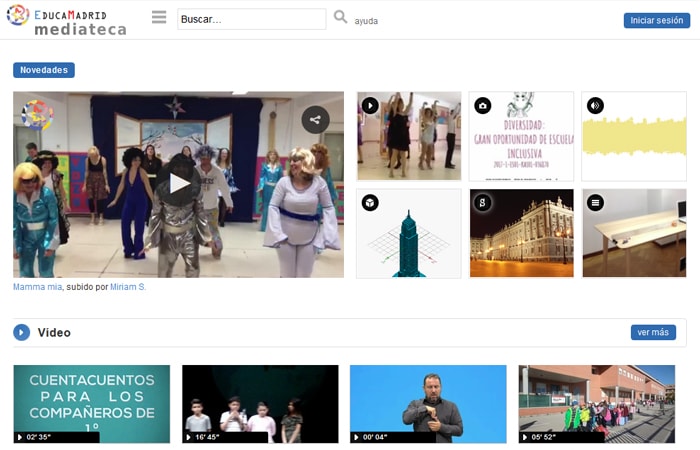 EDUCAMADRID
mediateca
Buscar...
ayuda
Iniciar sesión
Novedades
DIVERSIDAD:
GRAN OPORTUNIDAD DE ESCUELA
INCLUSIVA
Mamma mia, subido por Miriam S.
Video
ver más
CUENTACUENTOS
PARA LOS
COMPAÑEROS DE
1º
02' 35"
16' 45"
00' 04"
05' 52"